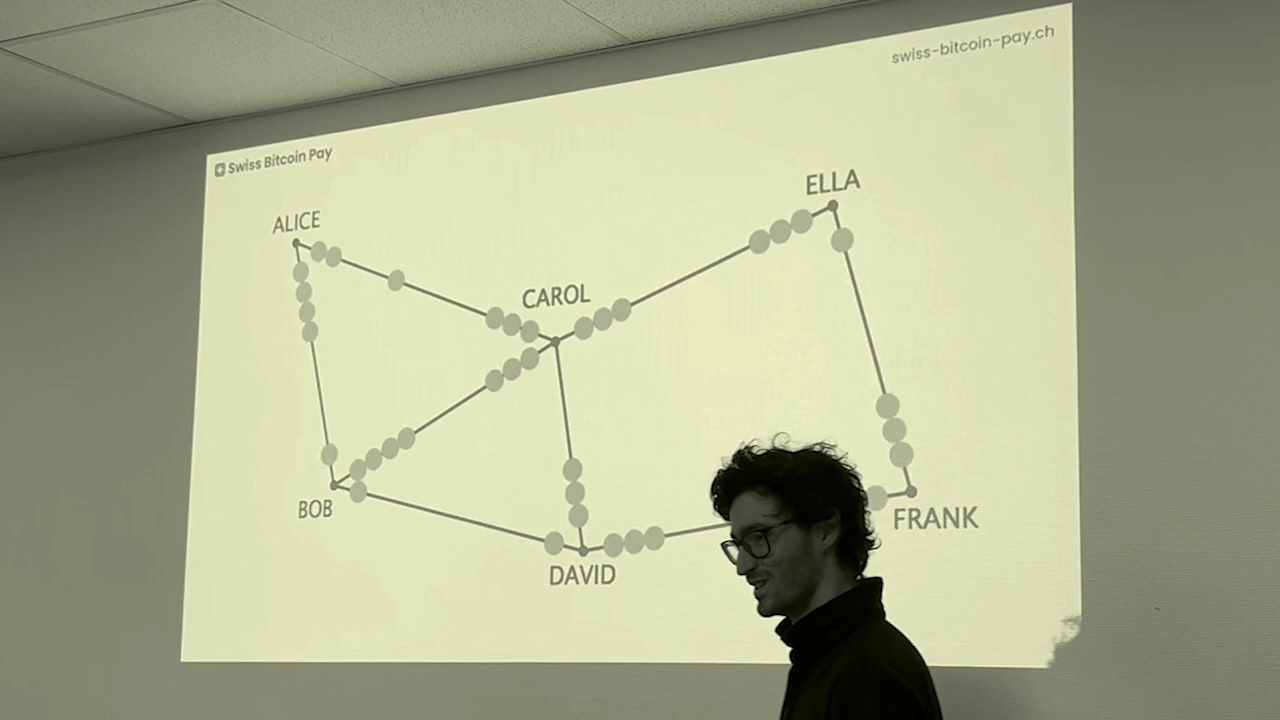 swiss-bitcoin-pay.ch
Swiss Bitcoin Pay
ELLA
ALICE
CAROL
BOB
FRANK
DAVID